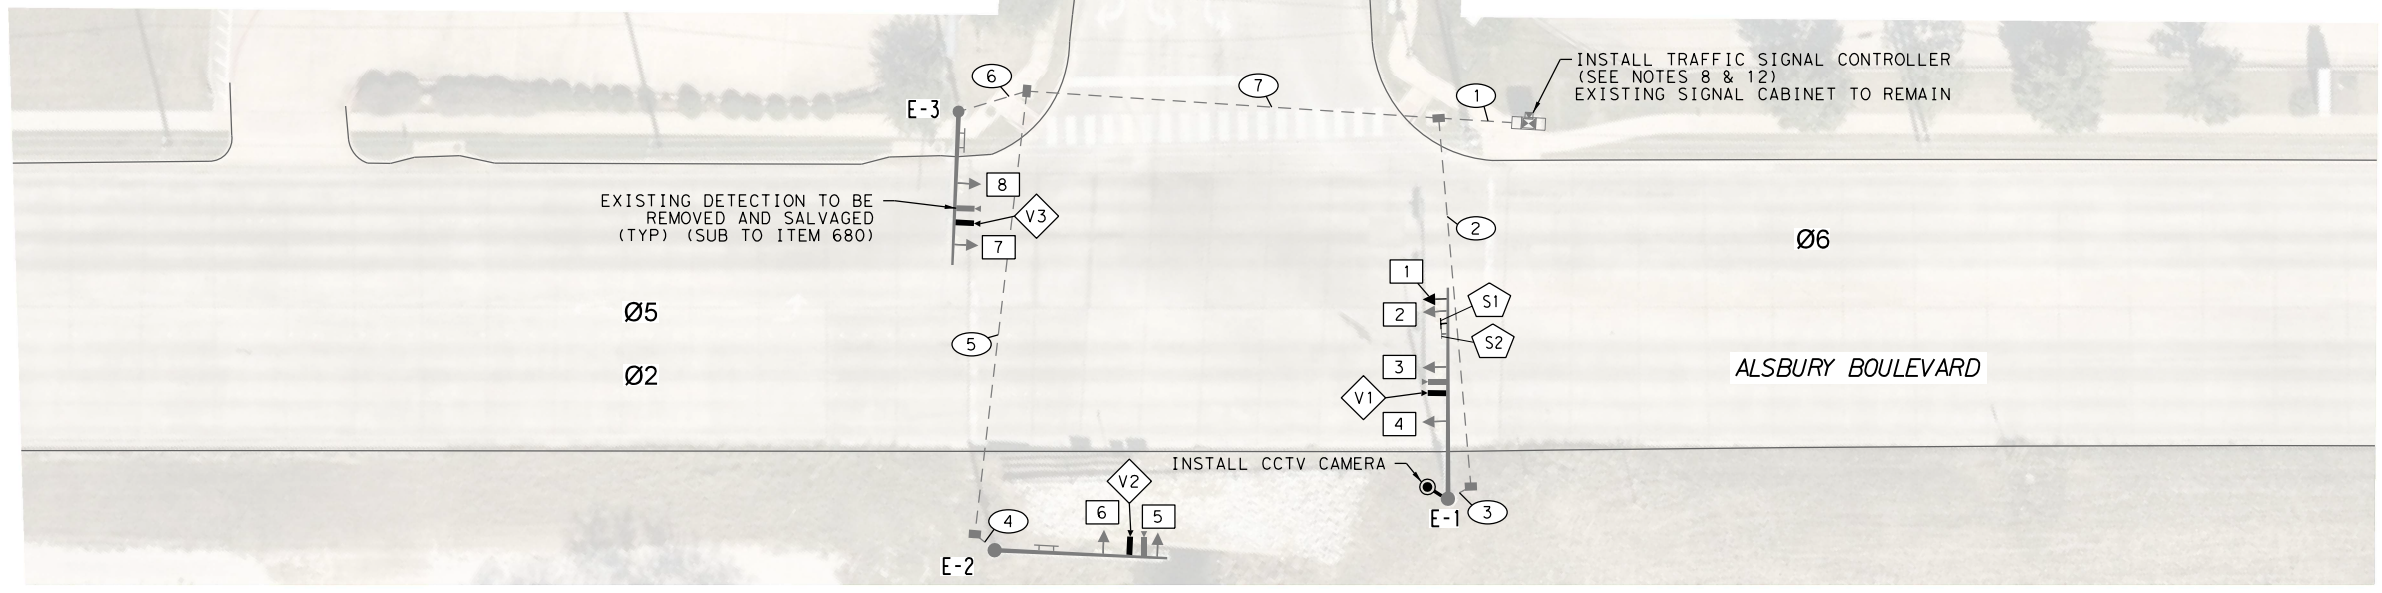 6
7
1
INSTALL TRAFFIC SIGNAL CONTROLLER
(SEE NOTES 8 & 12)
EXISTING SIGNAL CABINET TO REMAIN
E-3
8
EXISTING DETECTION TO BE
REMOVED AND SALVAGED
(TYP) (SUB TO ITEM 680)
V3
7
2
Ø6
1
S1
2
Ø5
5
S2
3
Ø2
ALSBURY BOULEVARD
V1
4
INSTALL CCTV CAMERA
V2
6
5
4
E-1
3
E-2